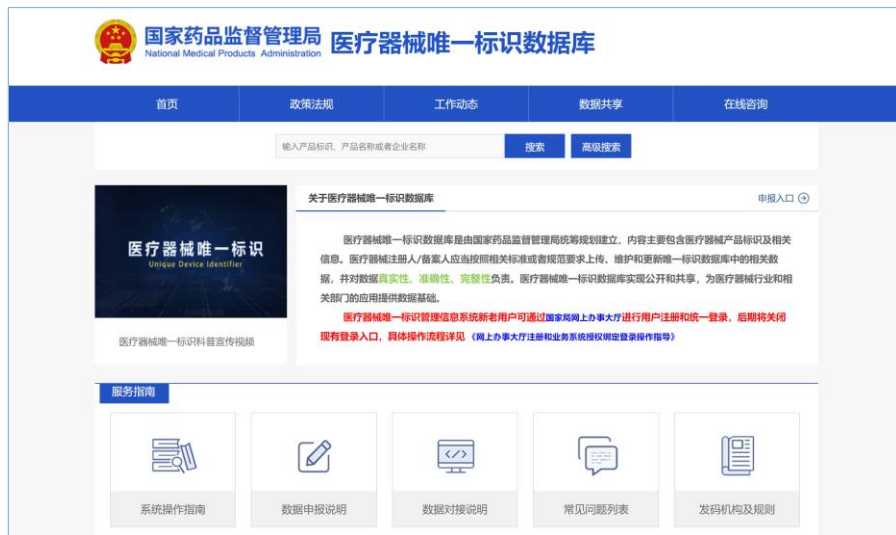 国家药品监督管理局
National Medical Products Administration
医疗器械唯一标识数据库
首页 政策法规 工作动态 数据共享 在线咨询
输入产品标识、产品名称或者企业名称 搜索 高级搜索
医疗器械唯一标识
Unique Device Identifier
医疗器械唯一标识科普宣传视频
关于医疗器械唯一标识数据库 申报入口
医疗器械唯一标识数据库是由国家药品监督管理局统筹规划建立，内容主要包含医疗器械产品标识及相关
信息。医疗器械注册人/备案人应当按照相关标准或者规范要求上传、维护和更新唯一标识数据库中的相关数
据，并对数据真实性、准确性、完整性负责。医疗器械唯一标识数据库实现公开和共享，为医疗器械行业和相
关部门的应用提供数据基础。
医疗器械唯一标识管理信息系统新老用户可通过国家局网上办事大厅进行用户注册和统一登录，后期将关闭
现有登录入口，具体操作流程详见《网上办事大厅注册和业务系统授权绑定登录操作指导》
服务指南
系统操作指南 数据申报说明 数据对接说明 常见问题列表 发码机构及规则